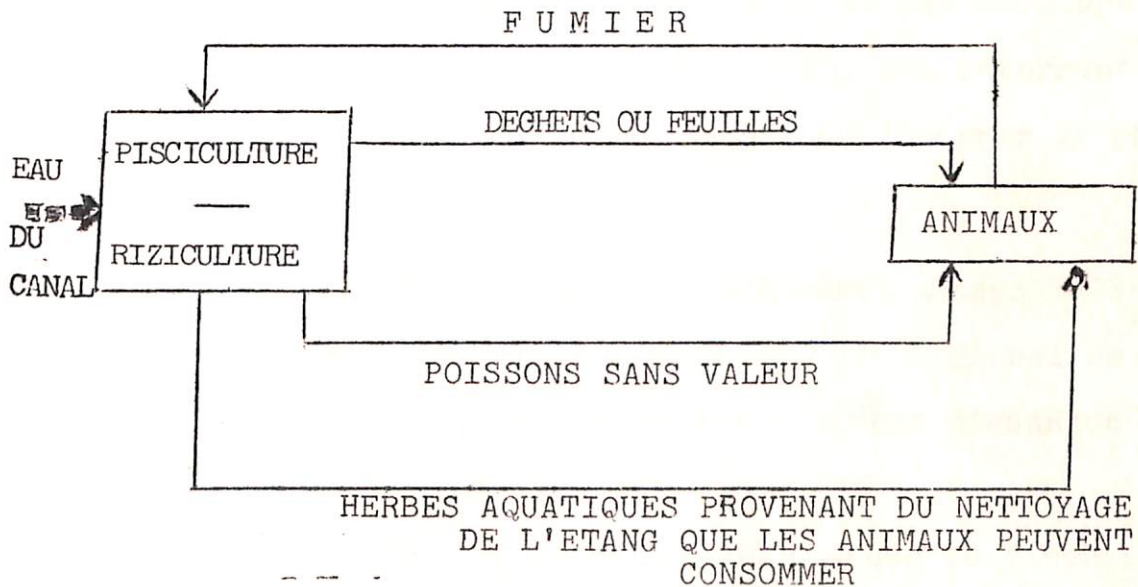 FUMIER
DECHETS OU FEUILLES
PISCICULTURE
—
RIZICULTURE
EAU
DU
CANAL
ANIMAUX
POISSONS SANS VALEUR
HERBES AQUATIQUES PROVENANT DU NETTOYAGE
DE L'ETANG QUE LES ANIMAUX PEUVENT
CONSOMMER